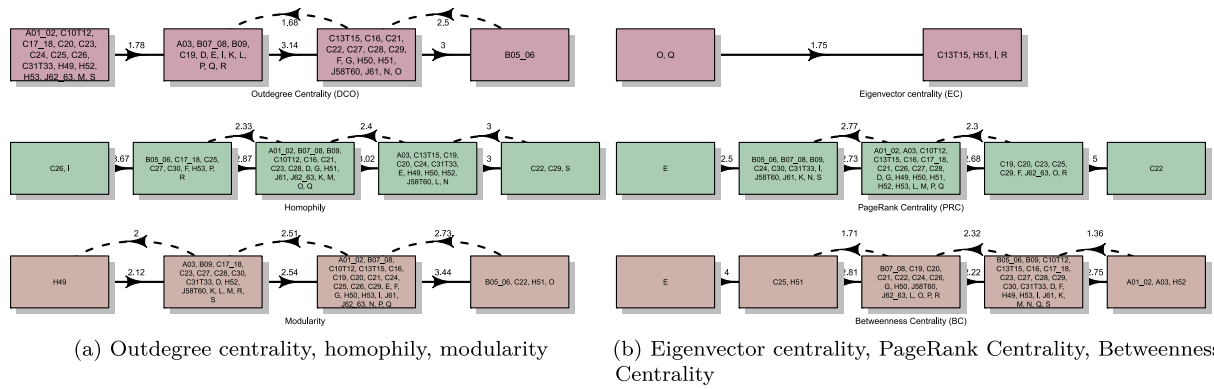 1.68
2.5
A01_02, C10T12,
C17_18, C20, C23,
C24, C25, C26,
C31T33, H49, H52,
H53, J62_63, M, S
1.78
A03, B07_08, B09,
C19, D, E, I, K, L,
P, Q, R
3.14
C13T15, C16, C21,
C22, C27, C28, C29,
F, G, H50, H51,
J58T60, J61, N, O
3
B05_06
Outdegree Centrality (DCO)
O, Q
1.75
C13T15, H51, I, R
Eigenvector centrality (EC)
2.33
2.4
3
C26, I
3.67
B05_06, C17_18, C25,
C27, C30, F, H53, P,
R
2.87
A01_02, B07_08, B09,
C10T12, C16, C21,
C23, C28, D, G, H51,
J61, J62_63, K, M,
O, Q
3.02
A03, C13T15, C19,
C20, C24, C31T33,
E, H49, H50, H52,
J58T60, L, N
3
C22, C29, S
Homophily
2.77
2.3
E
2.5
B05_06, B07_08, B09,
C24, C30, C31T33, I,
J58T60, J61, K, N, S
2.73
A01_02, A03, C10T12,
C13T15, C16, C17_18,
C21, C26, C27, C28,
D, G, H49, H50, H51,
H52, H53, L, M, P, Q
2.68
C19, C20, C23, C25,
C29, F, J62_63, O, R
5
C22
PageRank Centrality (PRC)
2
2.51
2.73
H49
2.12
A03, B09, C17_18,
C23, C27, C28, C30,
C31T33, D, H52,
J58T60, K, L, M, R,
S
2.54
A01_02, B07_08,
C10T12, C13T15, C16,
C19, C20, C21, C24,
C25, C26, C29, E, F,
G, H50, H53, I, J61,
J62_63, N, P, Q
3.44
B05_06, C22, H51, O
Modularity
1.71
2.32
1.36
E
4
C25, H51
2.81
B07_08, C19, C20,
C21, C22, C24, C26,
G, H50, J58T60,
J62_63, L, O, P, R
2.22
B05_06, B09, C10T12,
C13T15, C16, C17_18,
C23, C27, C28, C29,
C30, C31T33, D, F,
H49, H53, I, J61, K,
M, N, Q, S
2.75
A01_02, A03, H52
Betweenness Centrality (BC)
(a) Outdegree centrality, homophily, modularity
(b) Eigenvector centrality, PageRank Centrality, Betweenness
Centrality